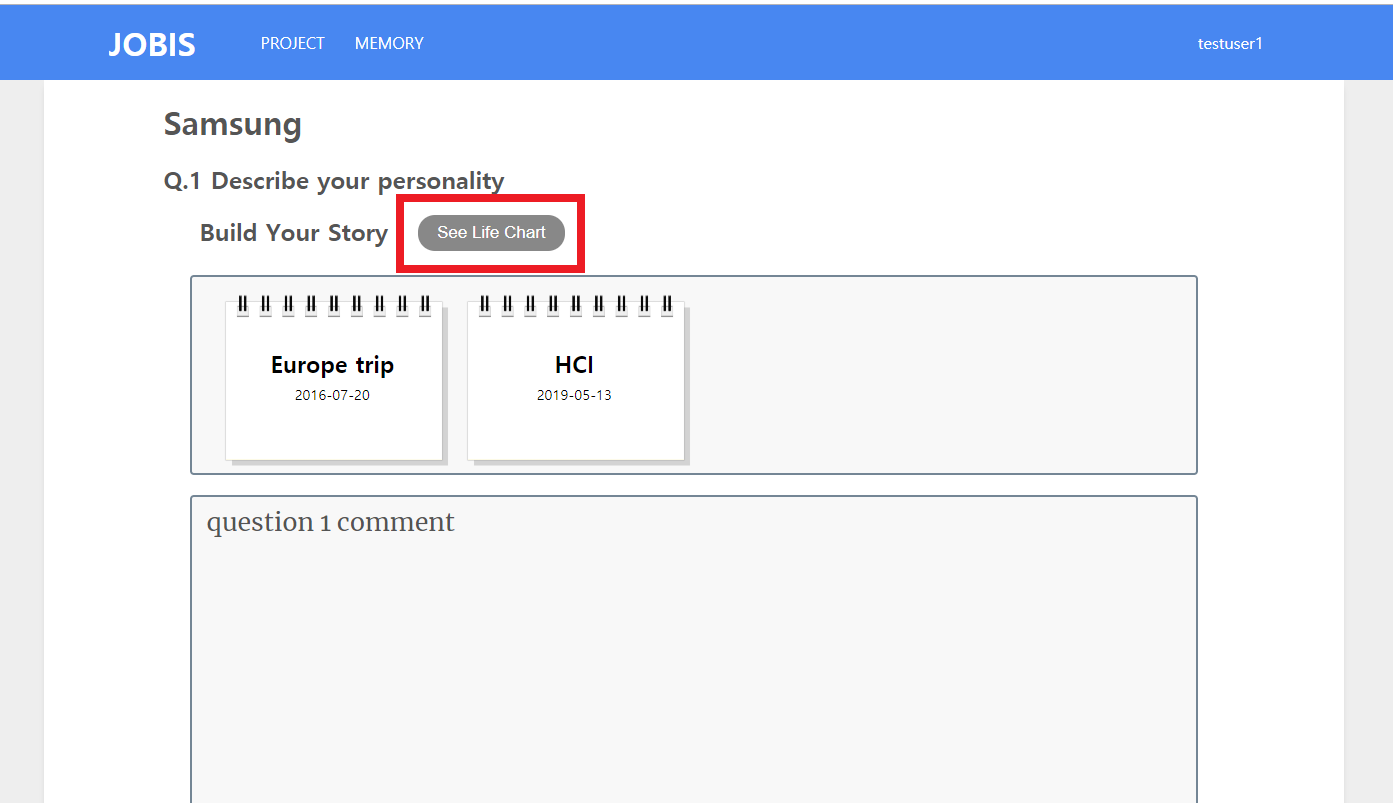 JOBIS PROJECT MEMORY testuser1
Samsung
Q.1 Describe your personality
Build Your Story See Life Chart
Europe trip
2016-07-20
HCI
2019-05-13
question 1 comment